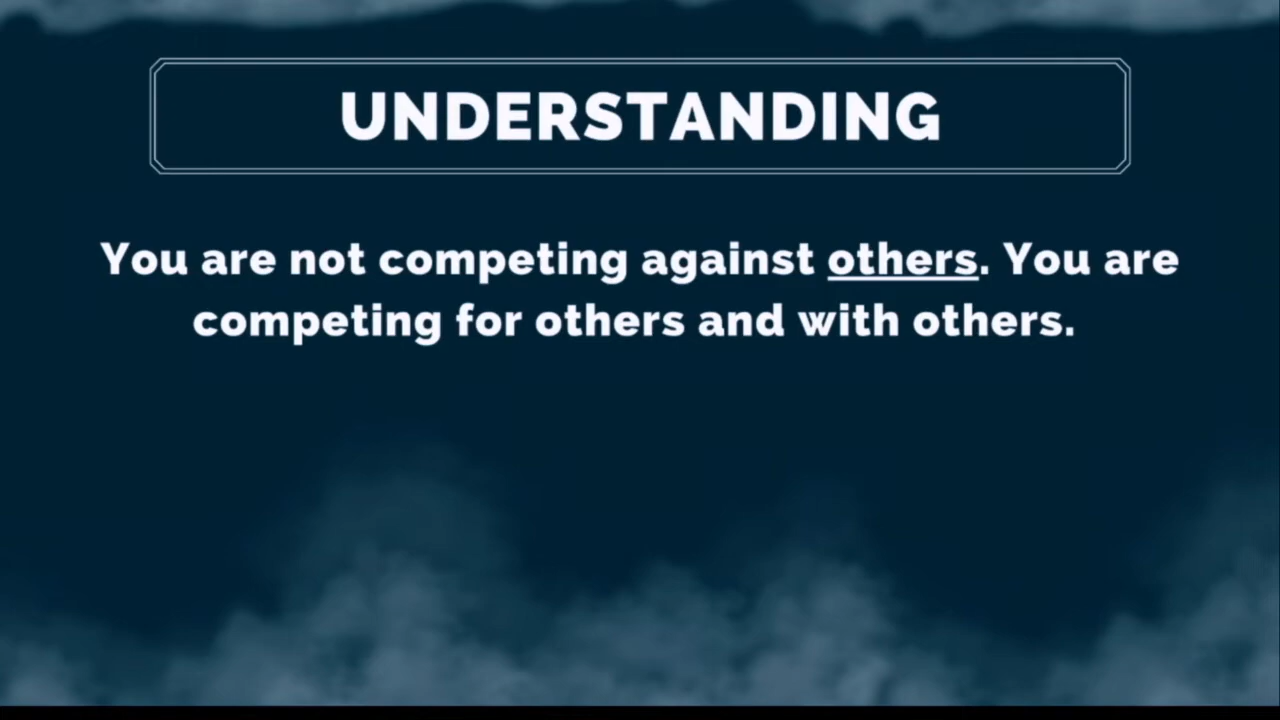 UNDERSTANDING
You are not competing against others. You are
competing for others and with others.